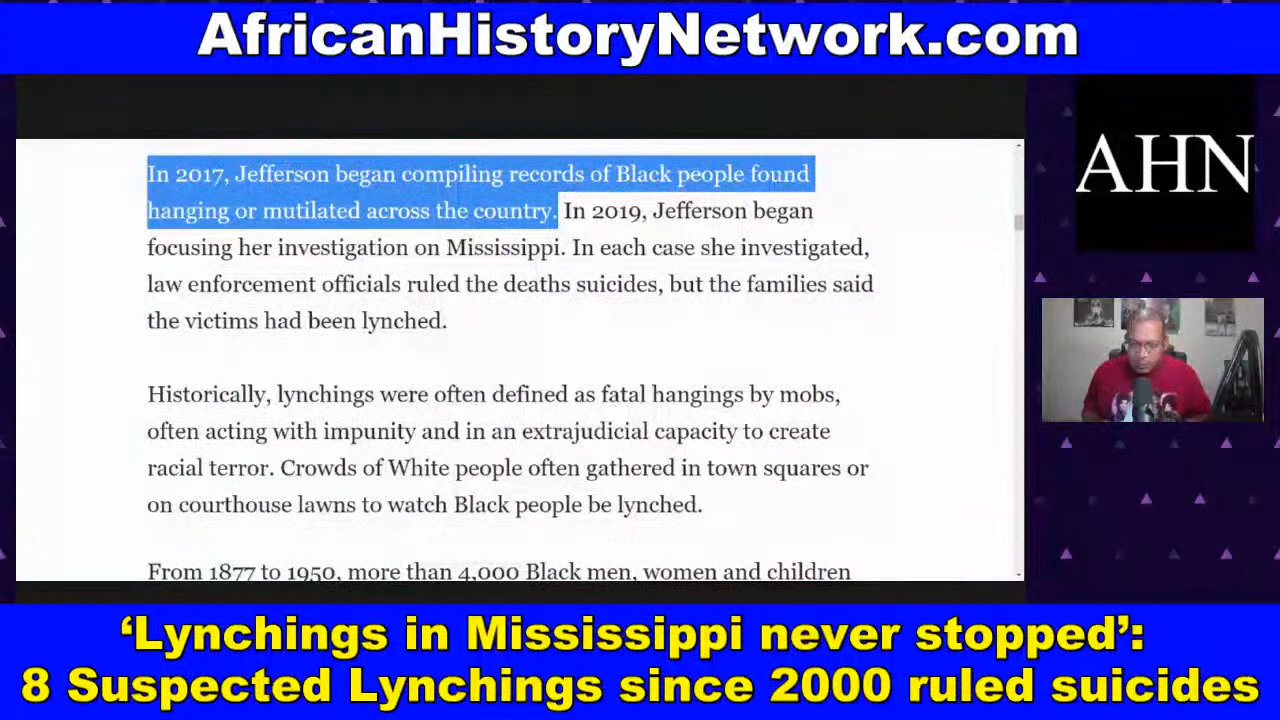 AfricanHistoryNetwork.com
AHN
In 2017, Jefferson began compiling records of Black people found
hanging or mutilated across the country. In 2019, Jefferson began
focusing her investigation on Mississippi. In each case she investigated,
law enforcement officials ruled the deaths suicides, but the families said
the victims had been lynched.
Historically, lynchings were often defined as fatal hangings by mobs,
often acting with impunity and in an extrajudicial capacity to create
racial terror. Crowds of White people often gathered in town squares or
on courthouse lawns to watch Black people be lynched.
From 1877 to 1950, more than 4,000 Black men, women and children
‘Lynchings in Mississippi never stopped’:
8 Suspected Lynchings since 2000 ruled suicides